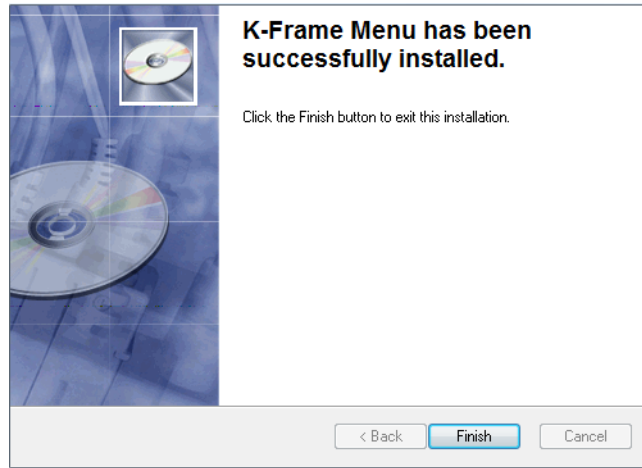 K-Frame Menu has been
successfully installed.
Click the Finish button to exit this installation.
< Back
Finish
Cancel